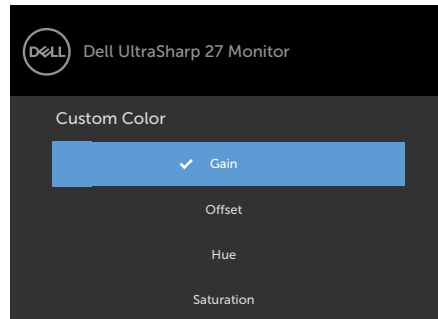 DELL Dell UltraSharp 27 Monitor
Custom Color
Gain
Offset
Hue
Saturation